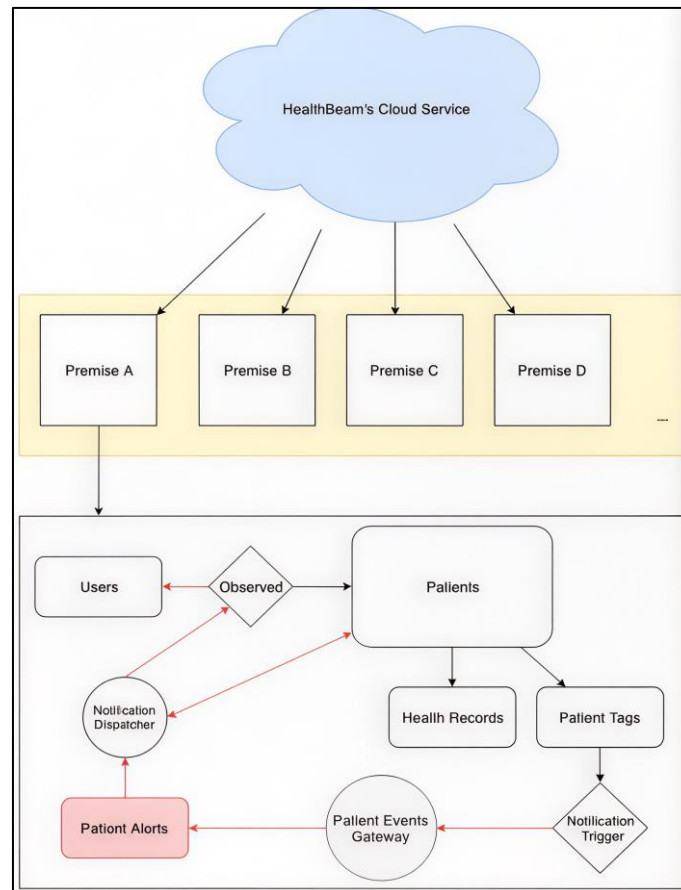 HealthBeam's Cloud Service
Premise A
Premise B
Premise C
Premise D
Users
Observed
Palients
Notilication
Dispatcher
Heallh Records
Patient Tags
Pationt Alorts
Pallent Events
Gateway
Notification
Trigger